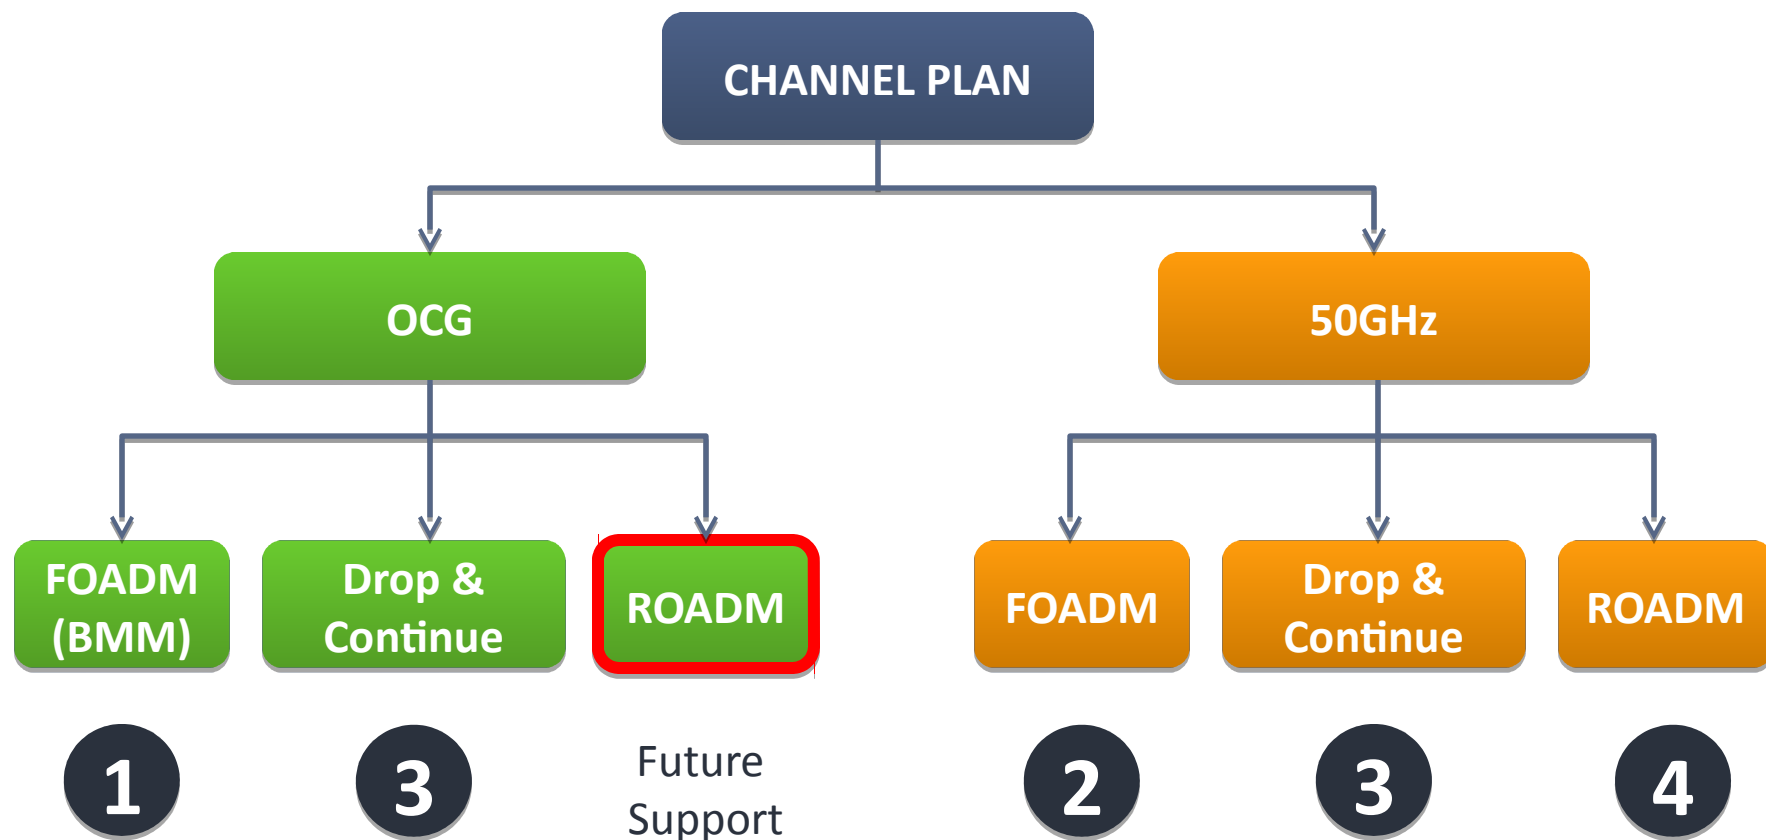 CHANNEL PLAN
OCG
50GHz
FOADM
(BMM)
Drop &
Continue
ROADM
FOADM
Drop &
Continue
ROADM
1
3
Future
Support
2
3
4